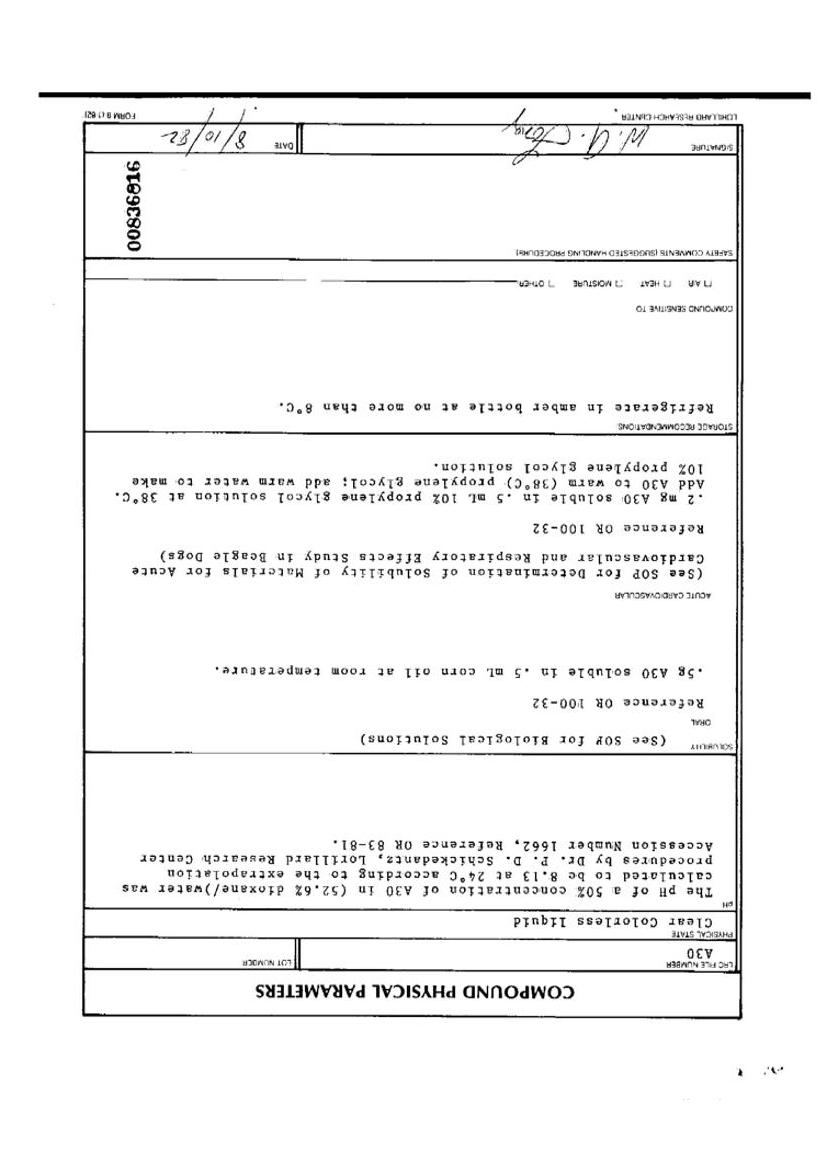 COMPOUND PHYSICAL PARAMETERS
LRC FILE NUMBER
A30
LOT NUMBER
PHYSICAL STATE
Clear Colorless Liquid
pH
The pH of a 50% concentration of A30 in (52.6% dioxane/)water was
calculated to be 8.13 at 24°C according to the extrapolation
procedures by Dr. P. D. Schickedantz, Lorillard Research Center
Accession Number 1662, Reference OR 83-81.
SOLUBILITY (See SOP for Biological Solutions)
ORAL
Reference OR 100-32
.5g A30 soluble in .5 mL corn oil at room temperature.
ACUTE CARDIOVASCULAR
(See SOP for Determination of Solubility of Materials for Acute
Cardiovascular and Respiratory Effects Study in Beagle Dogs)
Reference OR 100-32
.2 mg A30 soluble in .5 mL 10% propylene glycol solution at 38°C.
Add A30 to warm (38°C) propylene glycol; add warm water to make
10% propylene glycol solution.
STORAGE RECOMMENDATIONS
Refrigerate in amber bottle at no more than 8°C.
COMPOUND SENSITIVE TO
☐ AIR ☐ HEAT ☐ MOISTURE ☐ OTHER:
SAFETY COMMENTS (SUGGESTED HANDLING PROCEDURE)
00836816
SIGNATURE W. A.
DATE 8/10/82
LORILLARD RESEARCH CENTER
FORM 9 (1/82)